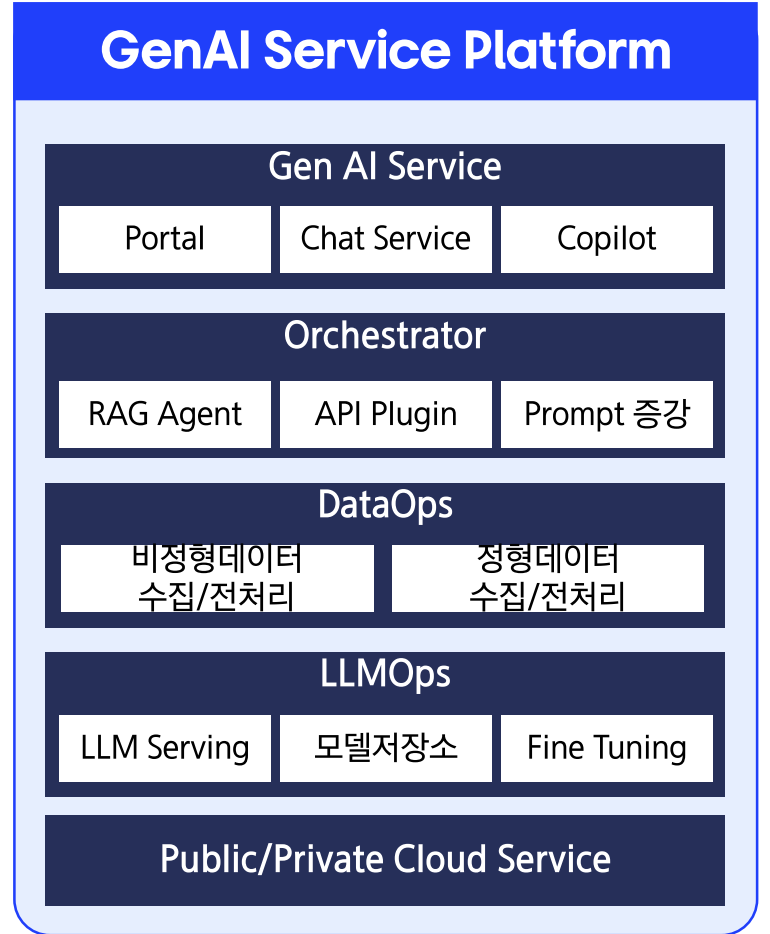 GenAI Service Platform
Gen AI Service
Portal
Chat Service
Copilot
Orchestrator
RAG Agent
API Plugin
Prompt 증강
DataOps
비정형데이터
수집/전처리
정형데이터
수집/전처리
LLMOps
LLM Serving
모델저장소
Fine Tuning
Public/Private Cloud Service